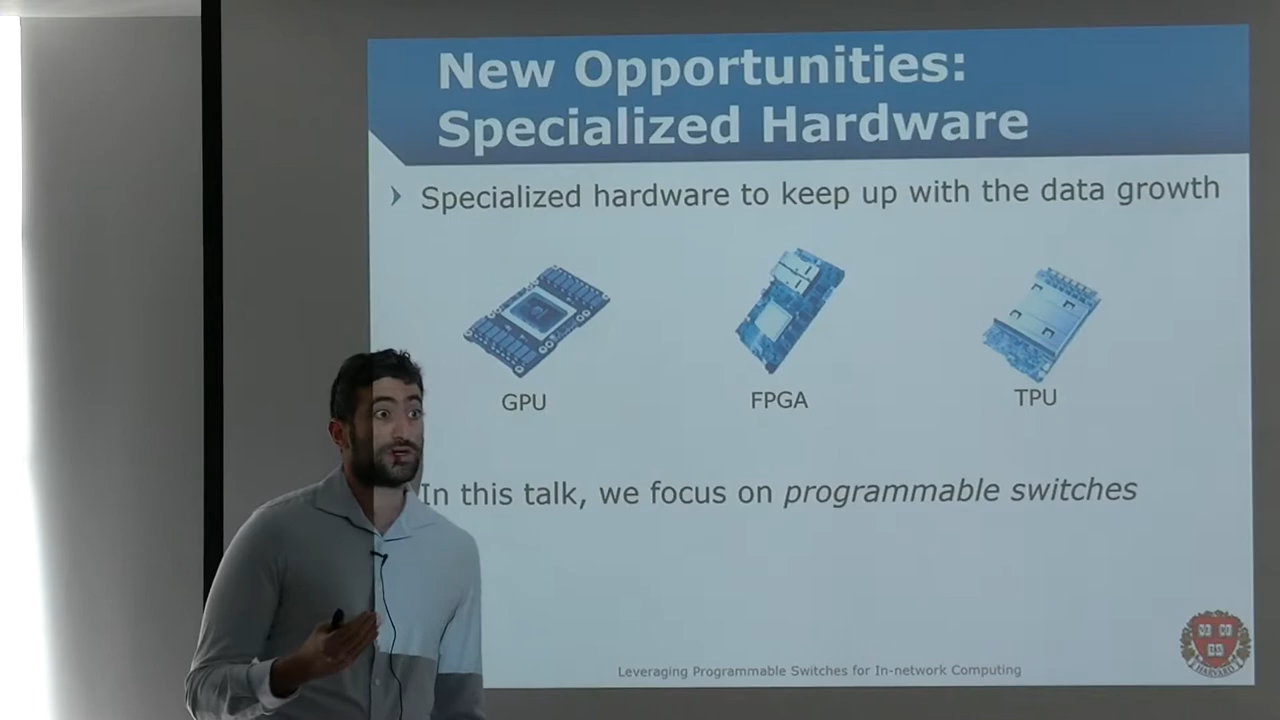 New Opportunities:
Specialized Hardware
Specialized hardware to keep up with the data growth
GPU
FPGA
TPU
In this talk, we focus on programmable switches
Leveraging Programmable Switches for In-network Computing
HARVARD